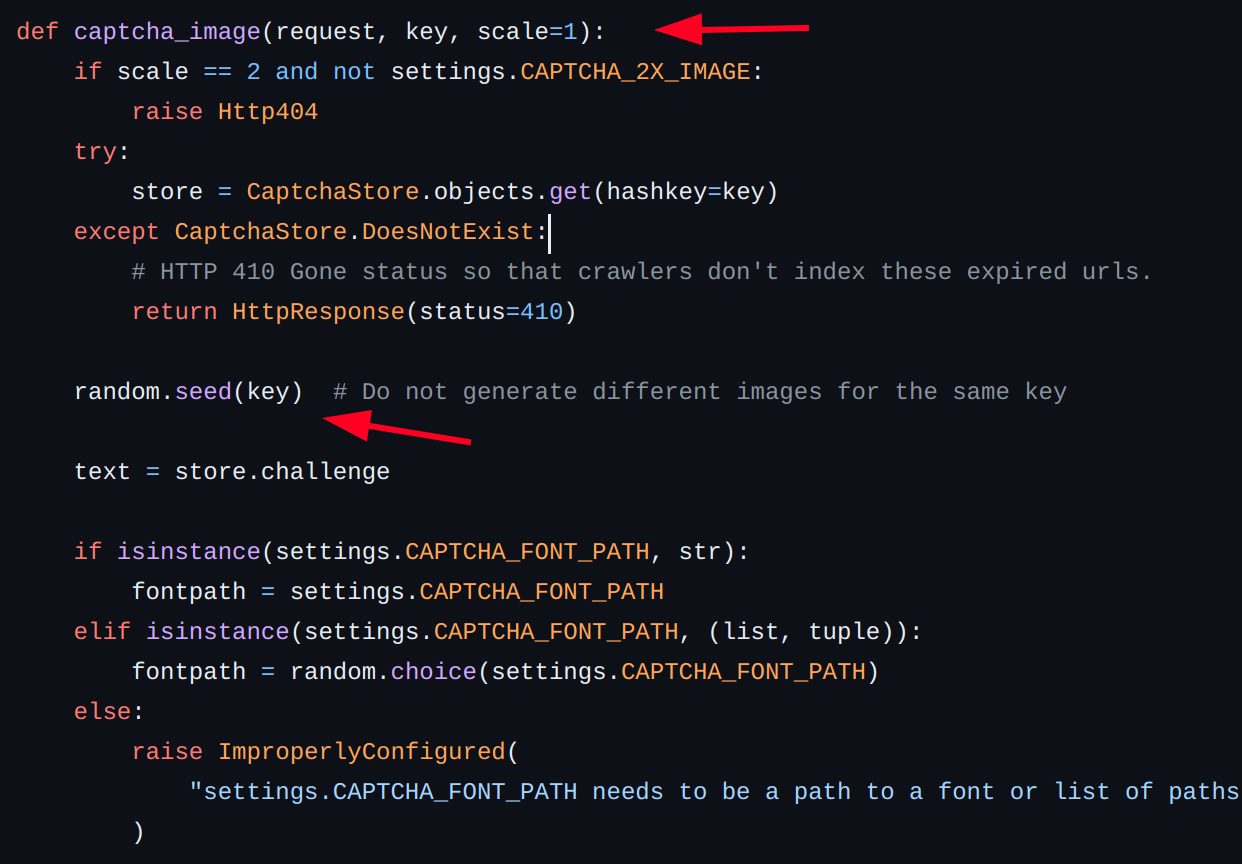 def captcha_image(request, key, scale=1):
    if scale == 2 and not settings.CAPTCHA_2X_IMAGE:
        raise Http404
    try:
        store = CaptchaStore.objects.get(hashkey=key)
    except CaptchaStore.DoesNotExist:
        # HTTP 410 Gone status so that crawlers don't index these expired urls.
        return HttpResponse(status=410)

    random.seed(key)  # Do not generate different images for the same key

    text = store.challenge

    if isinstance(settings.CAPTCHA_FONT_PATH, str):
        fontpath = settings.CAPTCHA_FONT_PATH
    elif isinstance(settings.CAPTCHA_FONT_PATH, (list, tuple)):
        fontpath = random.choice(settings.CAPTCHA_FONT_PATH)
    else:
        raise ImproperlyConfigured(
            "settings.CAPTCHA_FONT_PATH needs to be a path to a font or list of paths
        )